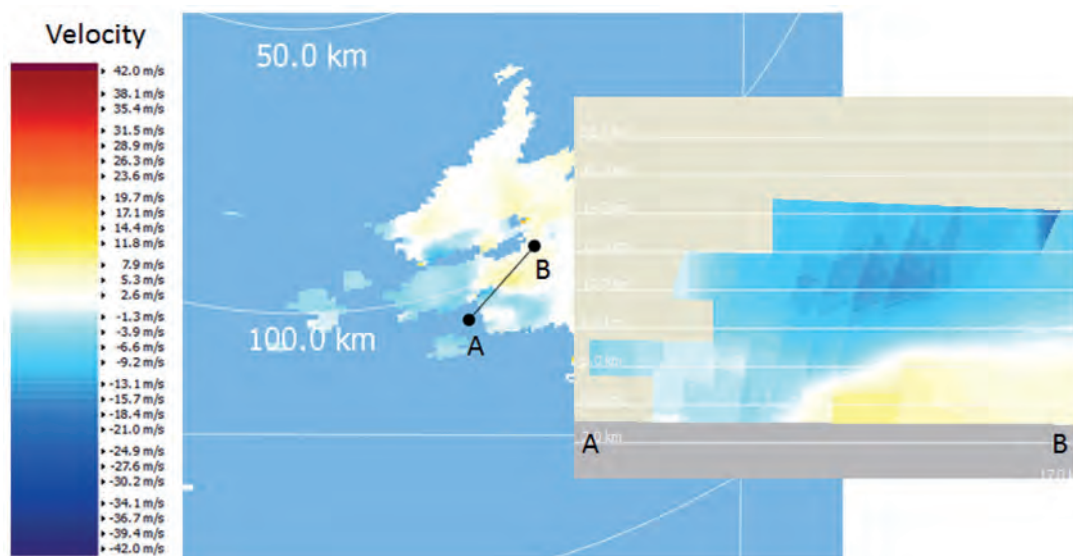 Velocity
42.0 m/s
38.1 m/s
35.4 m/s
31.5 m/s
28.9 m/s
26.3 m/s
23.6 m/s
19.7 m/s
17.1 m/s
14.4 m/s
11.8 m/s
7.9 m/s
5.3 m/s
2.6 m/s
-1.3 m/s
-3.9 m/s
-6.6 m/s
-9.2 m/s
-13.1 m/s
-15.7 m/s
-18.4 m/s
-21.0 m/s
-24.9 m/s
-27.6 m/s
-30.2 m/s
-34.1 m/s
-36.7 m/s
-39.4 m/s
-42.0 m/s
50.0 km
100.0 km
A
B
A
B